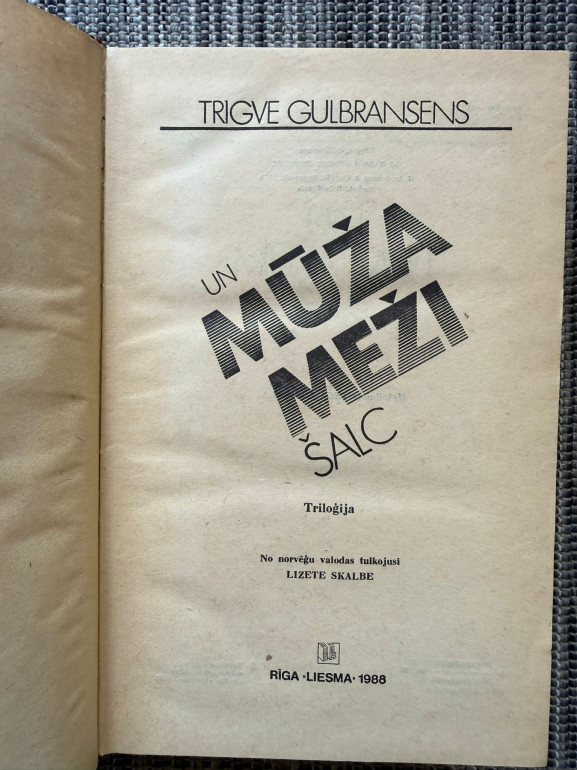 TRIGVE GULBRANSENS
UN
MŪŽA
MEŽI
ŠALC
Triloģija
No norvēģu valodas tulkojusi
LIZETE SKALBE
RĪGA ·LIESMA· 1988